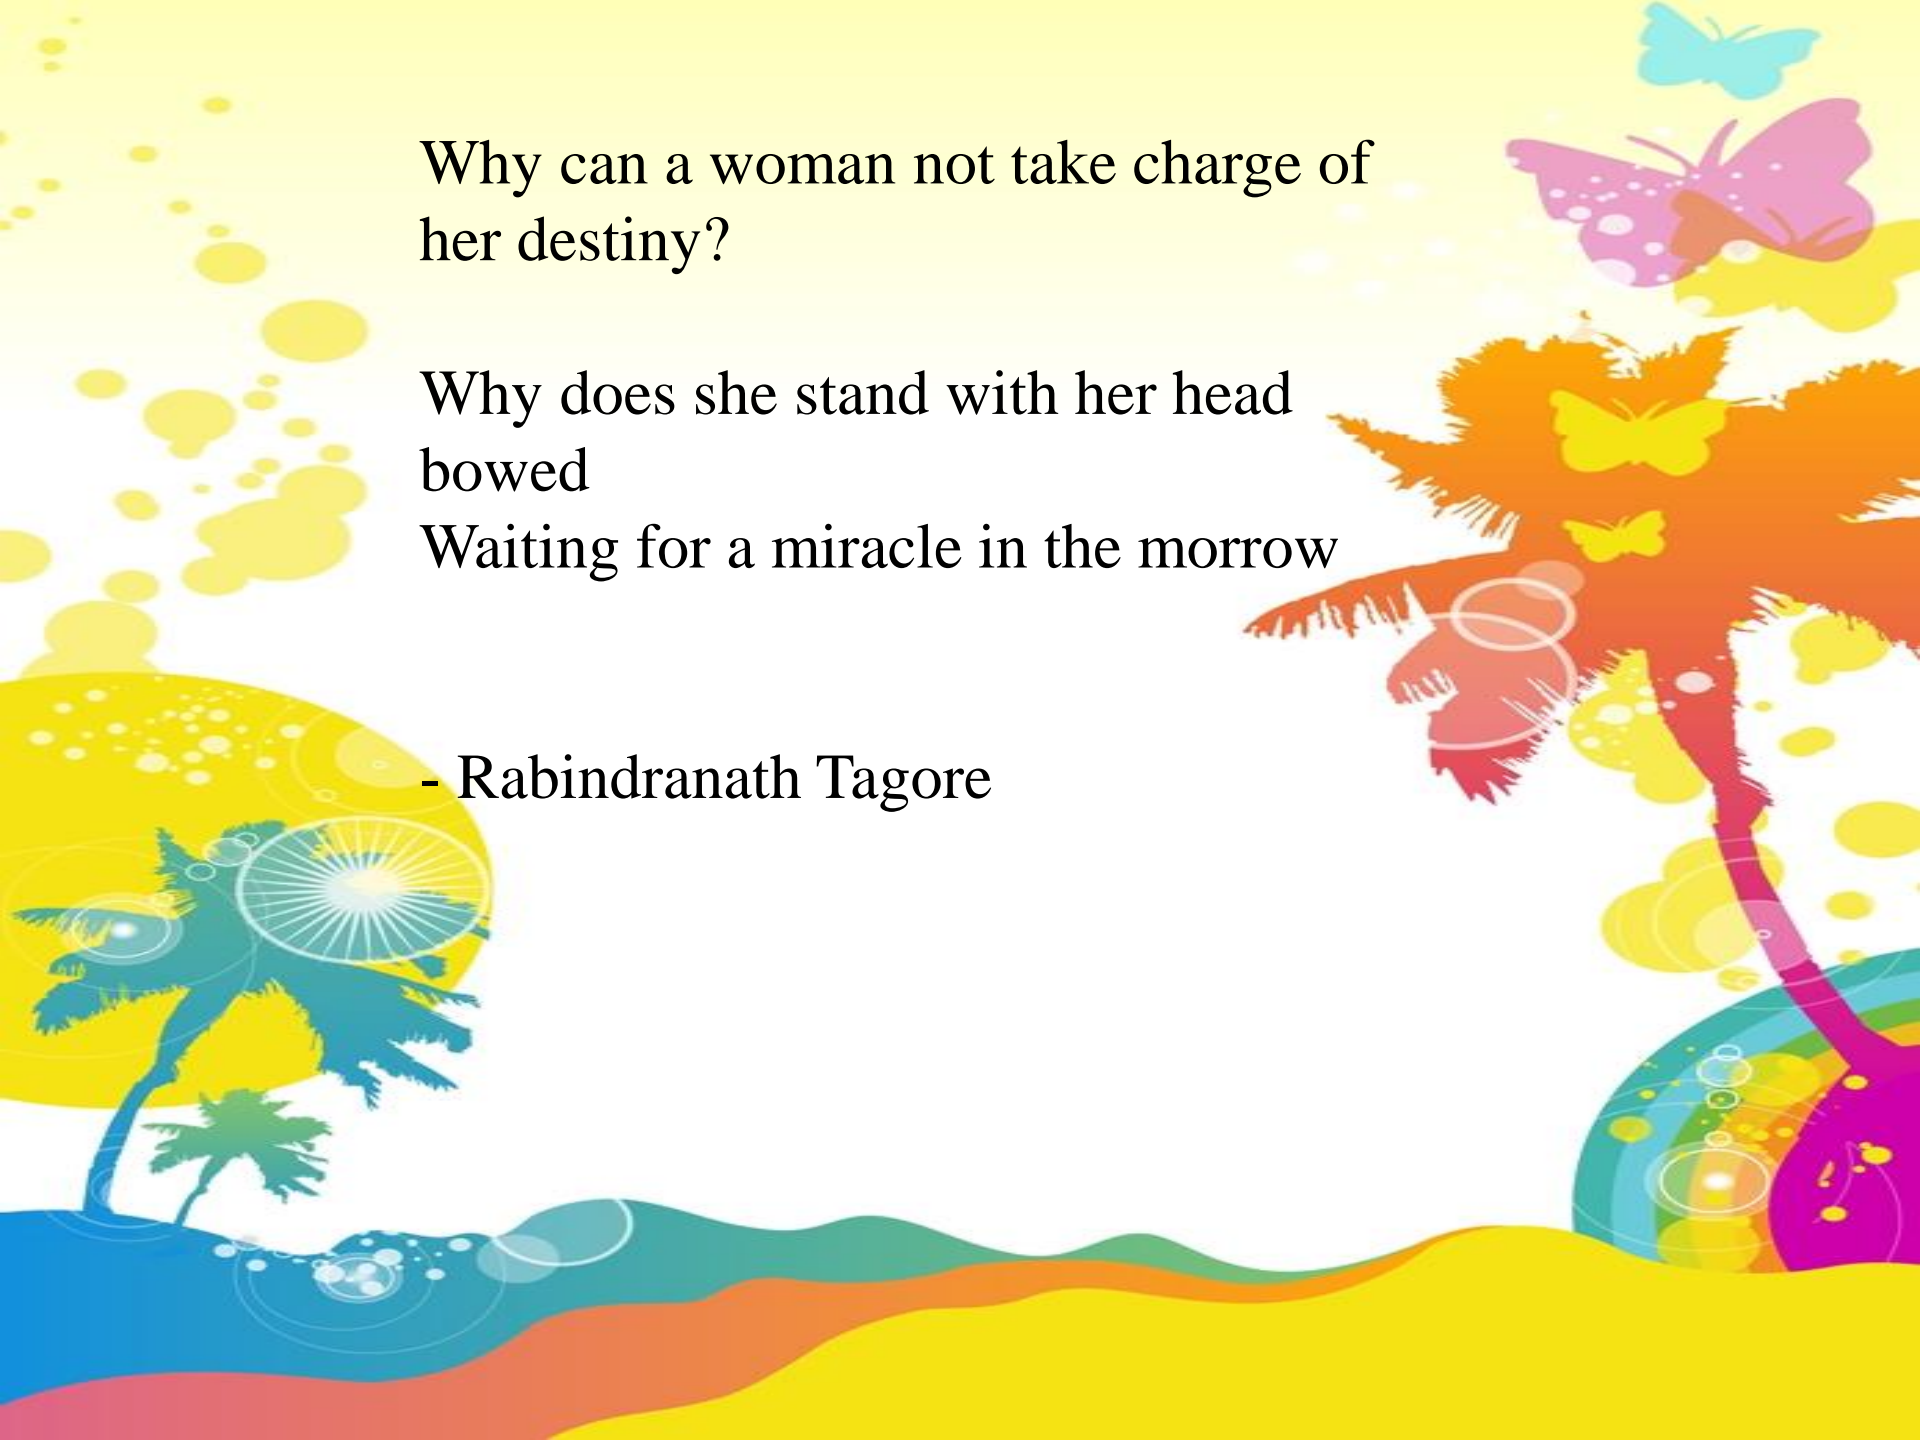 Why can a woman not take charge of
her destiny?
Why does she stand with her head
bowed
Waiting for a miracle in the morrow
- Rabindranath Tagore